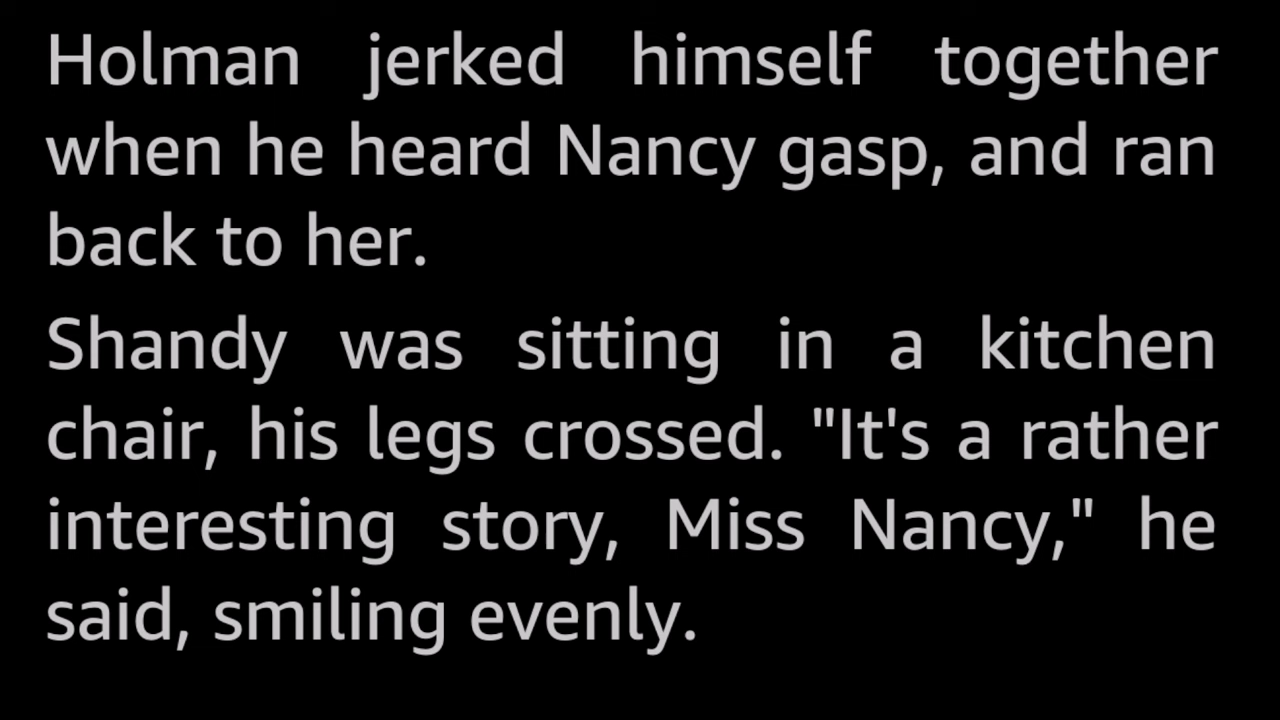 Holman jerked himself together
when he heard Nancy gasp, and ran
back to her.
Shandy was sitting in a kitchen
chair, his legs crossed. "It's a rather
interesting story, Miss Nancy," he
said, smiling evenly.